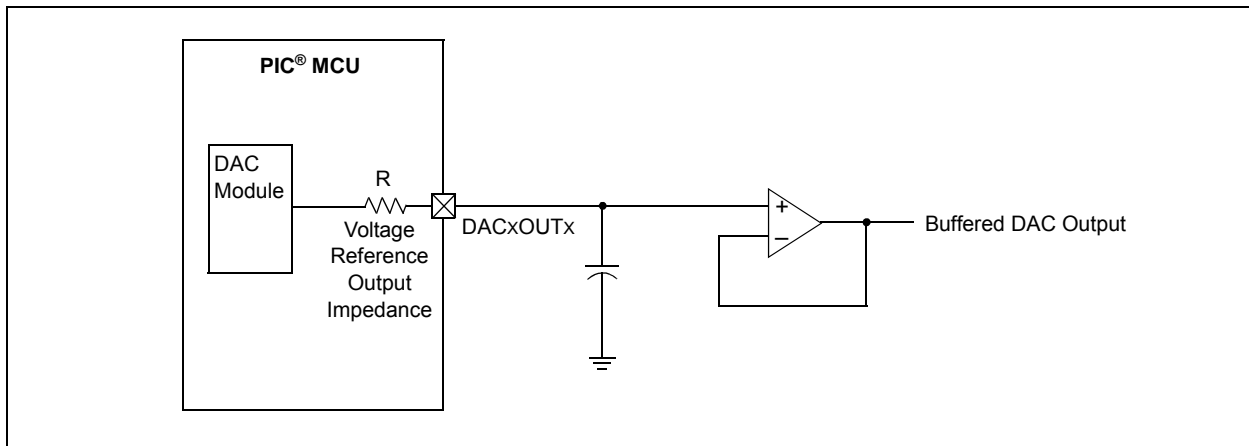 PIC® MCU
DAC
Module
R
Voltage
Reference
Output
Impedance
DACxOUTx
+
–
Buffered DAC Output